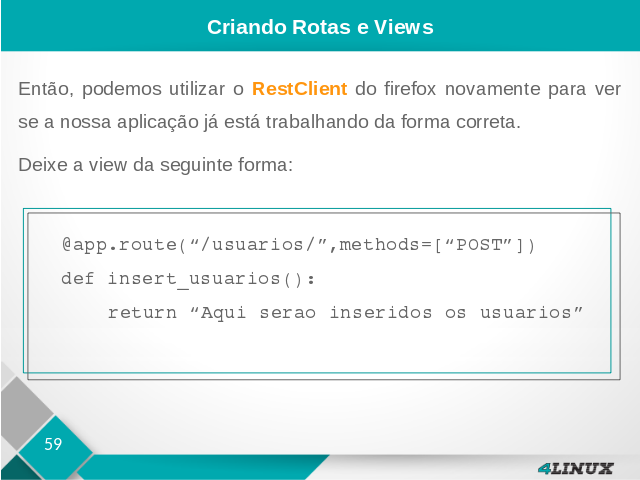 Criando Rotas e Views
Então, podemos utilizar o RestClient do firefox novamente para ver
se a nossa aplicação já está trabalhando da forma correta.
Deixe a view da seguinte forma:
@app.route(“/usuarios/”,methods=[“POST”])
def insert_usuarios():
return “Aqui serao inseridos os usuarios”
59
4LINUX